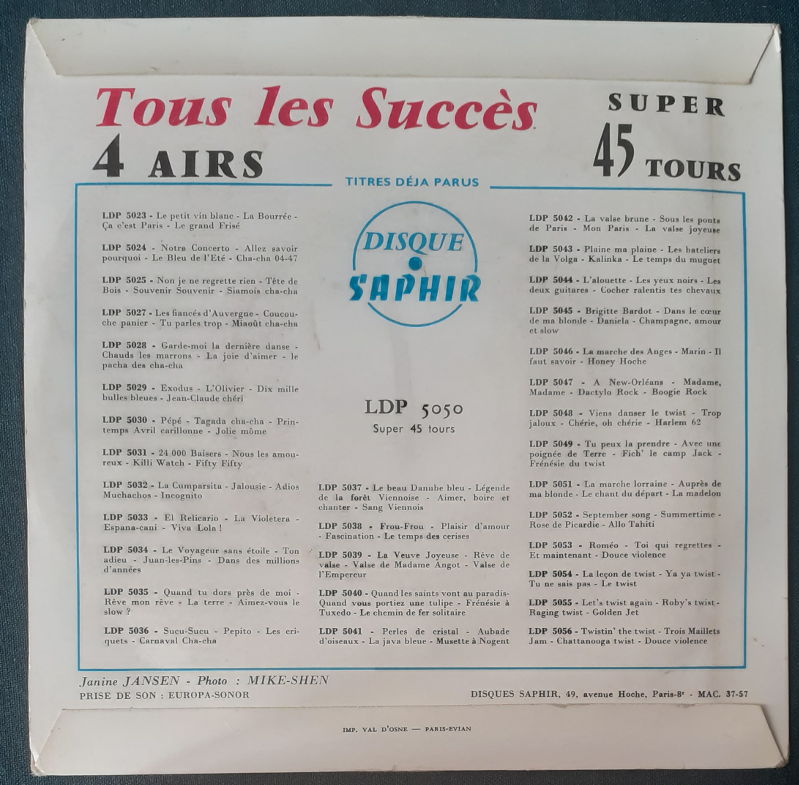 Tous les Succès
4 AIRS
SUPER
45 TOURS
TITRES DÉJA PARUS
LDP 5023 - Le petit vin blanc - La Bourrée -
Ça c'est Paris - Le grand Frisé
LDP 5024 - Notre Concerto - Allez savoir
pourquoi - Le Bleu de l'Eté - Cha-cha 04-47
LDP 5025 - Non je ne regrette rien - Tête de
Bois - Souvenir Souvenir - Siamois cha-cha
LDP 5027 - Les fiancés d'Auvergne - Coucou-
che panier - Tu parles trop - Miaoût cha-cha
LDP 5028 - Garde-moi la dernière danse -
Chauds les marrons - La joie d'aimer - le
pacha des cha-cha
LDP 5029 - Exodus - L'Olivier - Dix mille
bulles bleues - Jean-Claude chéri
LDP 5030 - Pépé - Tagada cha-cha - Prin-
temps Avril carillonne - Jolie môme
LDP 5031 - 24.000 Baisers - Nous les amou-
reux - Killi Watch - Fifty Fifty
LDP 5032 - La Cumparsita - Jalousie - Adios
Muchachos - Incognito
LDP 5033 - El Relicario - La Violetera -
Espana-cani - Viva Lola !
LDP 5034 - Le Voyageur sans étoile - Ton
adieu - Juan-les-Pins - Dans des millions
d'années
LDP 5035 - Quand tu dors près de moi -
Rêve mon rêve - La terre - Aimez-vous le
slow ?
LDP 5036 - Sucu-Sucu - Pepito - Les cri-
quets - Carnaval Cha-cha
DISQUE
SAPHIR
LDP 5050
Super 45 tours
LDP 5037 - Le beau Danube bleu - Légende
de la forêt Viennoise - Aimer, boire et
chanter - Sang Viennois
LDP 5038 - Frou-Frou - Plaisir d'amour
- Fascination - Le temps des cerises
LDP 5039 - La Veuve Joyeuse - Rêve de
valse - Valse de Madame Angot - Valse de
l'Empereur
LDP 5040 - Quand les saints vont au paradis-
Quand vous portiez une tulipe - Frénésie à
Tuxedo - Le chemin de fer solitaire
LDP 5041 - Perles de cristal - Aubade
d'oiseaux - La java bleue - Musette à Nogent
LDP 5042 - La valse brune - Sous les ponts
de Paris - Mon Paris - La valse joyeuse
LDP 5043 - Plaine ma plaine - Les bateliers
de la Volga - Kalinka - Le temps du muguet
LDP 5044 - L'alouette - Les yeux noirs - Les
deux guitares - Cocher ralentis tes chevaux
LDP 5045 - Brigitte Bardot - Dans le cœur
de ma blonde - Daniela - Champagne, amour
et slow
LDP 5046 - La marche des Anges - Marin - Il
faut savoir - Honey Hoche
LDP 5047 - A New-Orléans - Madame,
Madame - Dactylo Rock - Boogie Rock
LDP 5048 - Viens danser le twist - Trop
jaloux - Chérie, oh chérie - Harlem 62
LDP 5049 - Tu peux la prendre - Avec une
poignée de Terre - Fich' le camp Jack -
Frénésie du twist
LDP 5051 - La marche lorraine - Auprès de
ma blonde - Le chant du départ - La madelon
LDP 5052 - September song - Summertime -
Rose de Picardie - Allo Tahiti
LDP 5053 - Roméo - Toi qui regrettes -
Et maintenant - Douce violence
LDP 5054 - La leçon de twist - Ya ya twist -
Tu ne sais pas - Le twist
LDP 5055 - Let's twist again - Roby's twist -
Raging twist - Golden Jet
LDP 5056 - Twistin' the twist - Trois Maillets
Jam - Chattanooga twist - Douce violence
Janine JANSEN - Photo : MIKE-SHEN
PRISE DE SON : EUROPA-SONOR
DISQUES SAPHIR, 49, avenue Hoche, Paris-8e - MAC. 37-57
IMP. VAL D'OSNE — PARIS-EVIAN